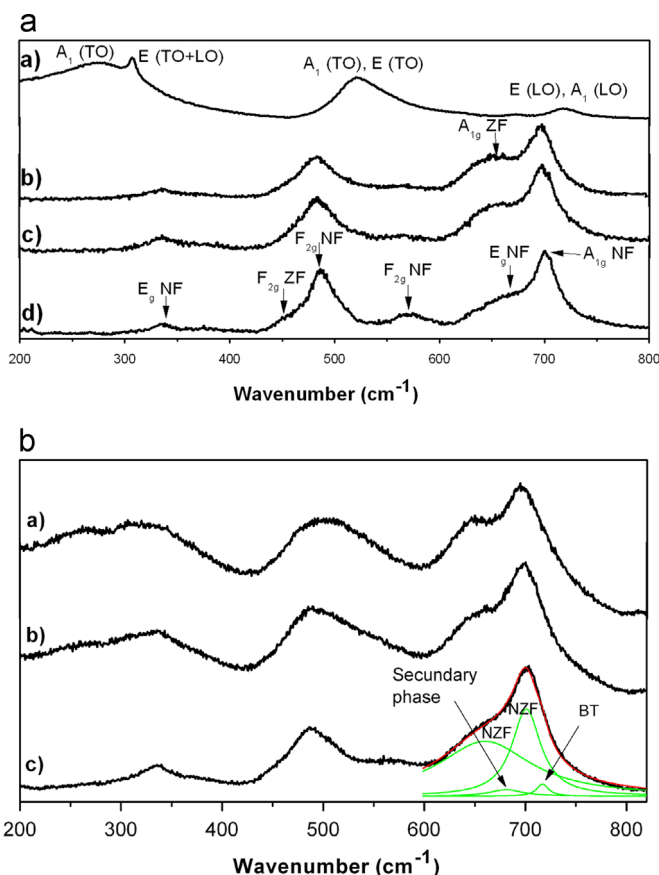 a
a)
A1 (TO)
E (TO+LO)
A1 (TO), E (TO)
E (LO), A1 (LO)
A1g ZF
b)
c)
F2g NF
Eg NF
F2g ZF
F2g NF
Eg NF
A1g NF
d)
200 300 400 500 600 700 800
Wavenumber (cm-1)
b
a)
b)
Secundary
phase
BT
NZF
NZF
c)
200 300 400 500 600 700 800
Wavenumber (cm-1)